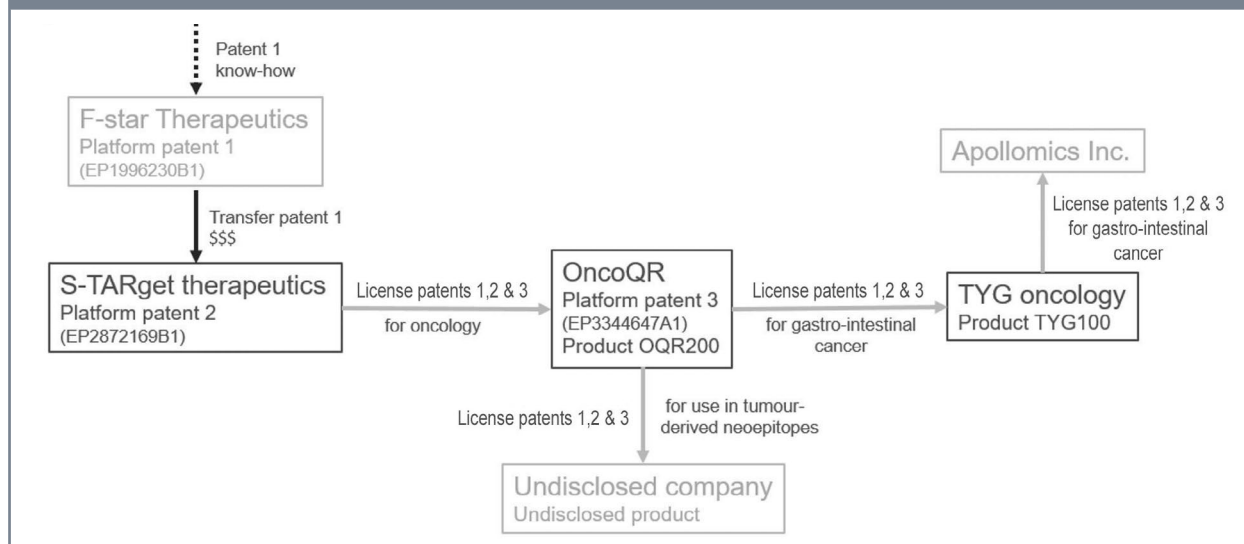 Patent 1
know-how
F-star Therapeutics
Platform patent 1
(EP1996230B1)
Transfer patent 1
$$$
S-TARget therapeutics
Platform patent 2
(EP2872169B1)
License patents 1,2 & 3
for oncology
OncoQR
Platform patent 3
(EP3344647A1)
Product OQR200
License patents 1,2 & 3
for gastro-intestinal
cancer
TYG oncology
Product TYG100
License patents 1,2 & 3
for gastro-intestinal
cancer
Apollomics Inc.
License patents 1,2 & 3
for use in tumour-
derived neoepitopes
Undisclosed company
Undisclosed product